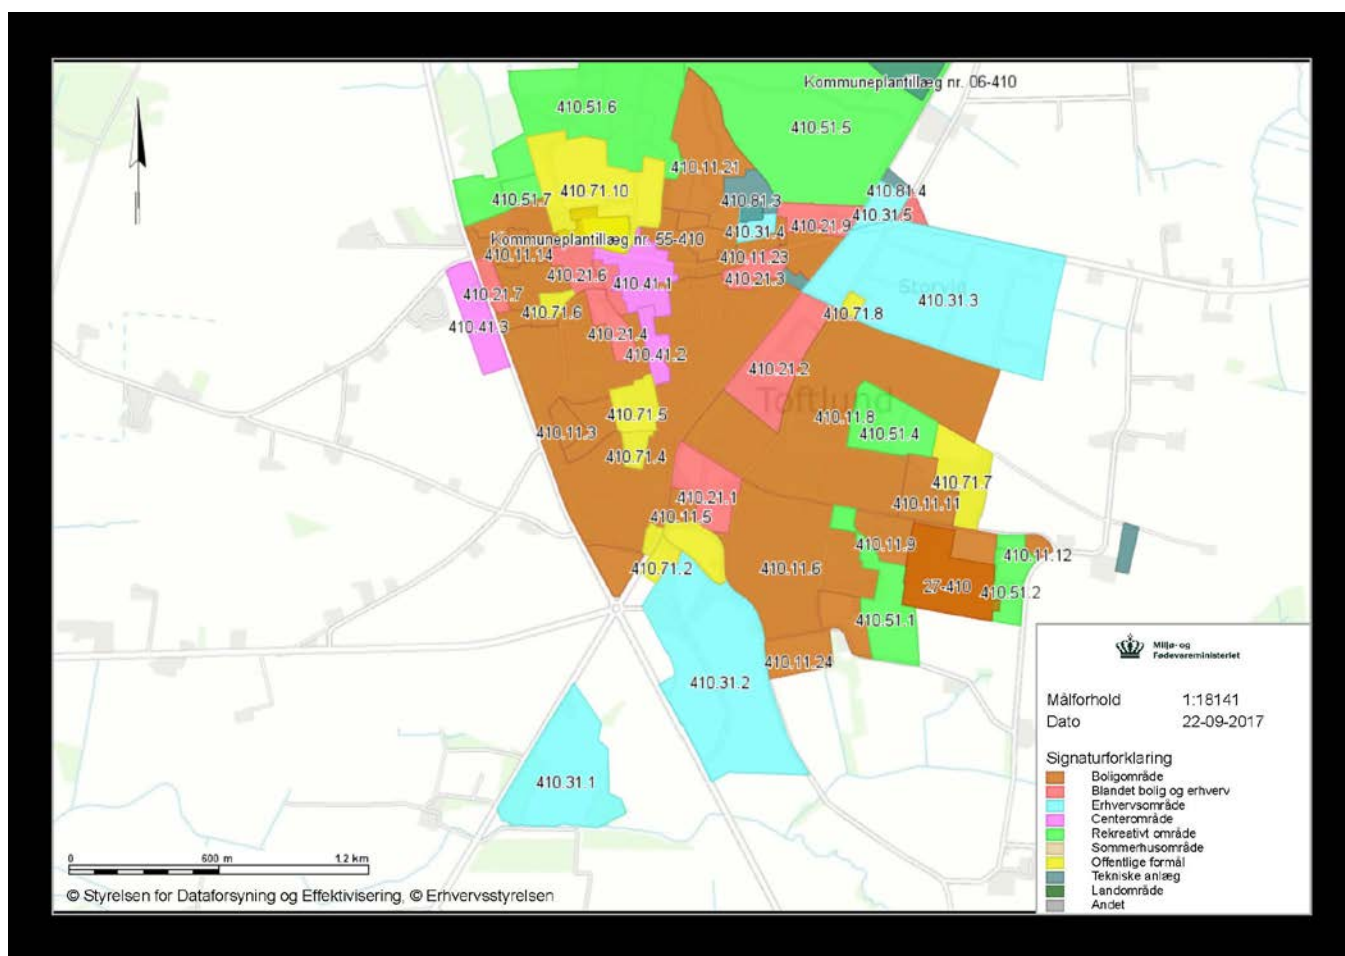 Kommuneplantillæg nr. 06-410
410.51.6
410.51.5
410.11.21
410.71.10
410.81.4
410.51.7
410.81.3
410.31.5
410.21.9
410.31.4
Kommuneplantillæg nr. 55-410
410.11.14
410.11.23
410.21.6
410.21.3
410.41.1
Storvig
410.21.7
410.31.3
410.71.6
410.71.8
410.41.3
410.21.4
410.41.2
410.21.2
Toftlund
410.71.5
410.11.8
410.11.3
410.51.4
410.71.4
410.71.7
410.21.1
410.11.11
410.11.5
410.11.9
410.11.12
410.71.2
410.11.6
27-410
410.51.2
410.51.1
410.11.24
410.31.2
410.31.1
Miljø- og
Fødevareministeriet
Målforhold 1:18141
Dato 22-09-2017
Signaturforklaring
Boligområde
Blandet bolig og erhverv
Erhvervsområde
Centerområde
Rekreativt område
Sommerhusområde
Offentlige formål
Tekniske anlæg
Landområde
Andet
0 600 m 1.2 km
© Styrelsen for Dataforsyning og Effektivisering, © Erhvervsstyrelsen